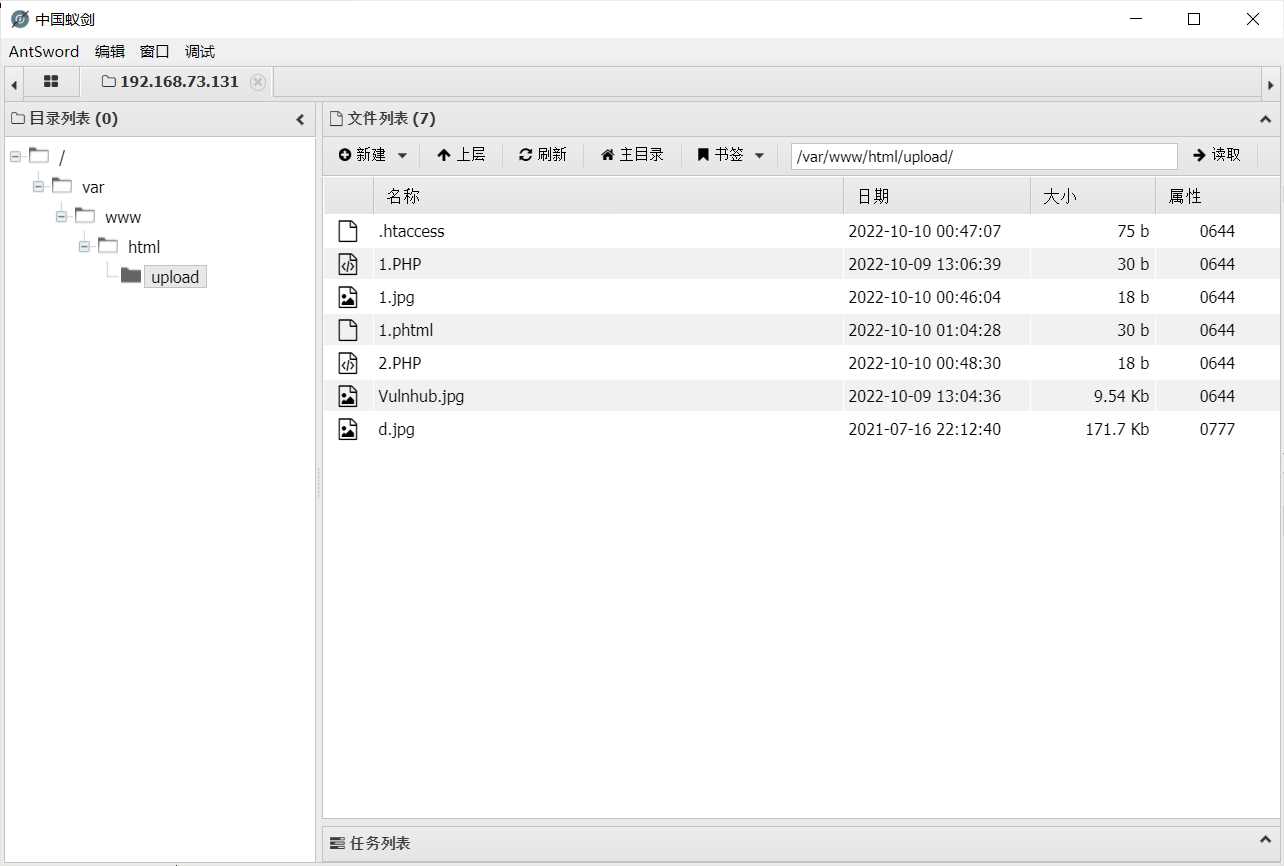 中国蚁剑
AntSword 编辑 窗口 调试
192.168.73.131
目录列表 (0)
/
var
www
html
upload
文件列表 (7)
新建 上层 刷新 主目录 书签 /var/www/html/upload/ 读取
名称 日期 大小 属性
.htaccess 2022-10-10 00:47:07 75 b 0644
1.PHP 2022-10-09 13:06:39 30 b 0644
1.jpg 2022-10-10 00:46:04 18 b 0644
1.phtml 2022-10-10 01:04:28 30 b 0644
2.PHP 2022-10-10 00:48:30 18 b 0644
Vulnhub.jpg 2022-10-09 13:04:36 9.54 Kb 0644
d.jpg 2021-07-16 22:12:40 171.7 Kb 0777
任务列表